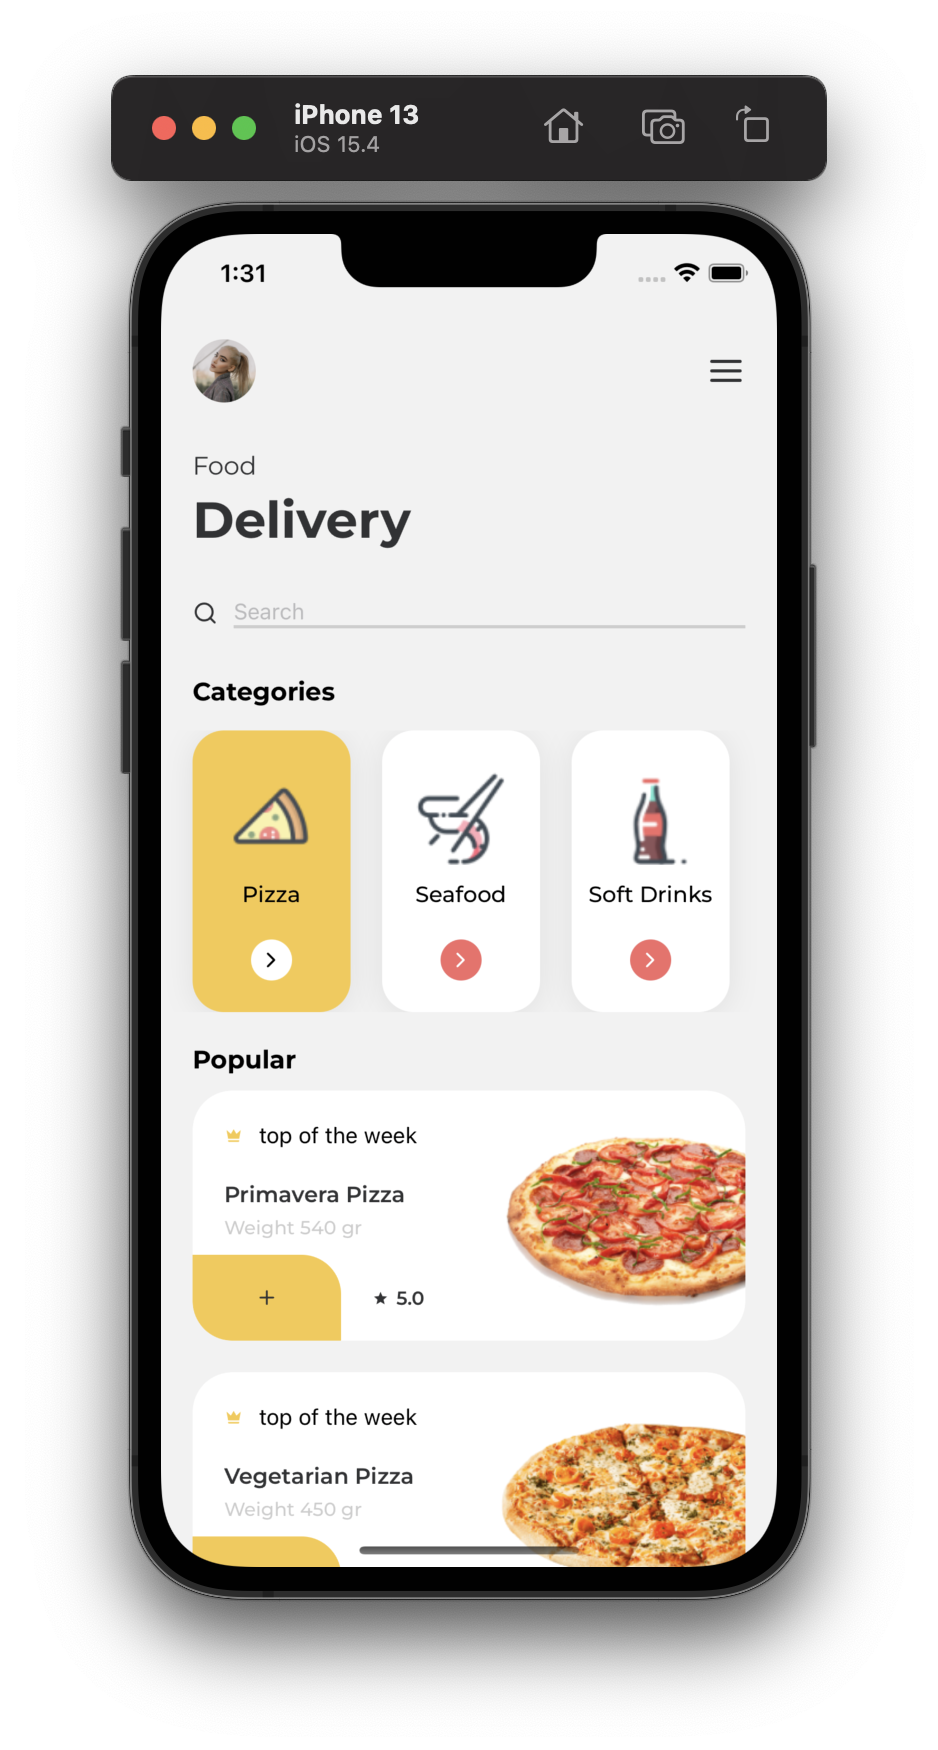 iPhone 13
iOS 15.4
1:31
Food
Delivery
Search
Categories
Pizza
Seafood
Soft Drinks
Popular
top of the week
Primavera Pizza
Weight 540 gr
+
5.0
top of the week
Vegetarian Pizza
Weight 450 gr